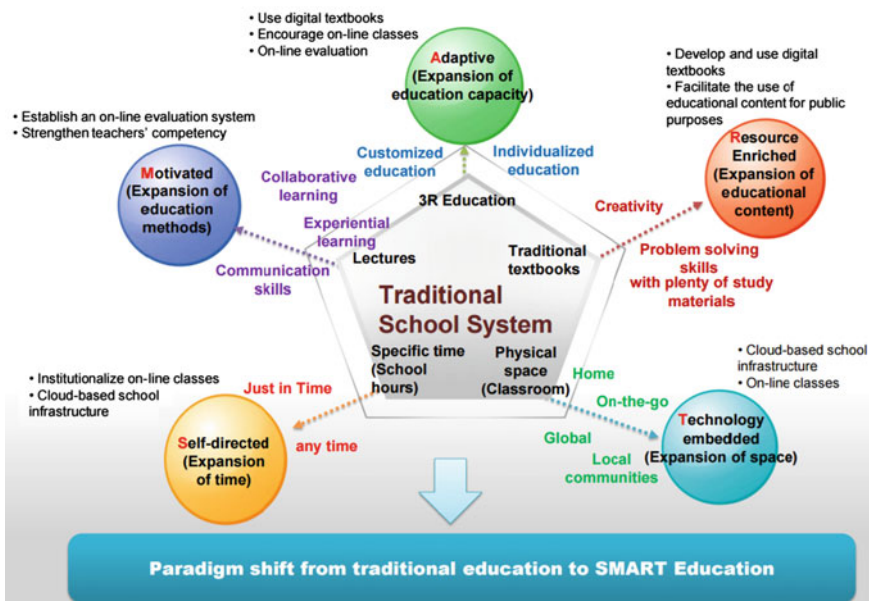 • Use digital textbooks
• Encourage on-line classes
• On-line evaluation
Adaptive
(Expansion of
education capacity)
• Develop and use digital
textbooks
• Facilitate the use of
educational content for public
purposes
• Establish an on-line evaluation system
• Strengthen teachers' competency
Motivated
(Expansion of
education
methods)
Collaborative
learning
Customized
education
Individualized
education
Resource
Enriched
(Expansion of
educational
content)
3R Education
Creativity
Experiential
learning
Lectures
Traditional
textbooks
Communication
skills
Problem solving
skills
with plenty of study
materials
Traditional
School System
Specific time
(School
hours)
Physical
space
(Classroom)
• Institutionalize on-line classes
• Cloud-based school
infrastructure
Just in Time
any time
Self-directed
(Expansion
of time)
Home
On-the-go
Global
Local
communities
• Cloud-based school
infrastructure
• On-line classes
Technology
embedded
(Expansion of space)
Paradigm shift from traditional education to SMART Education